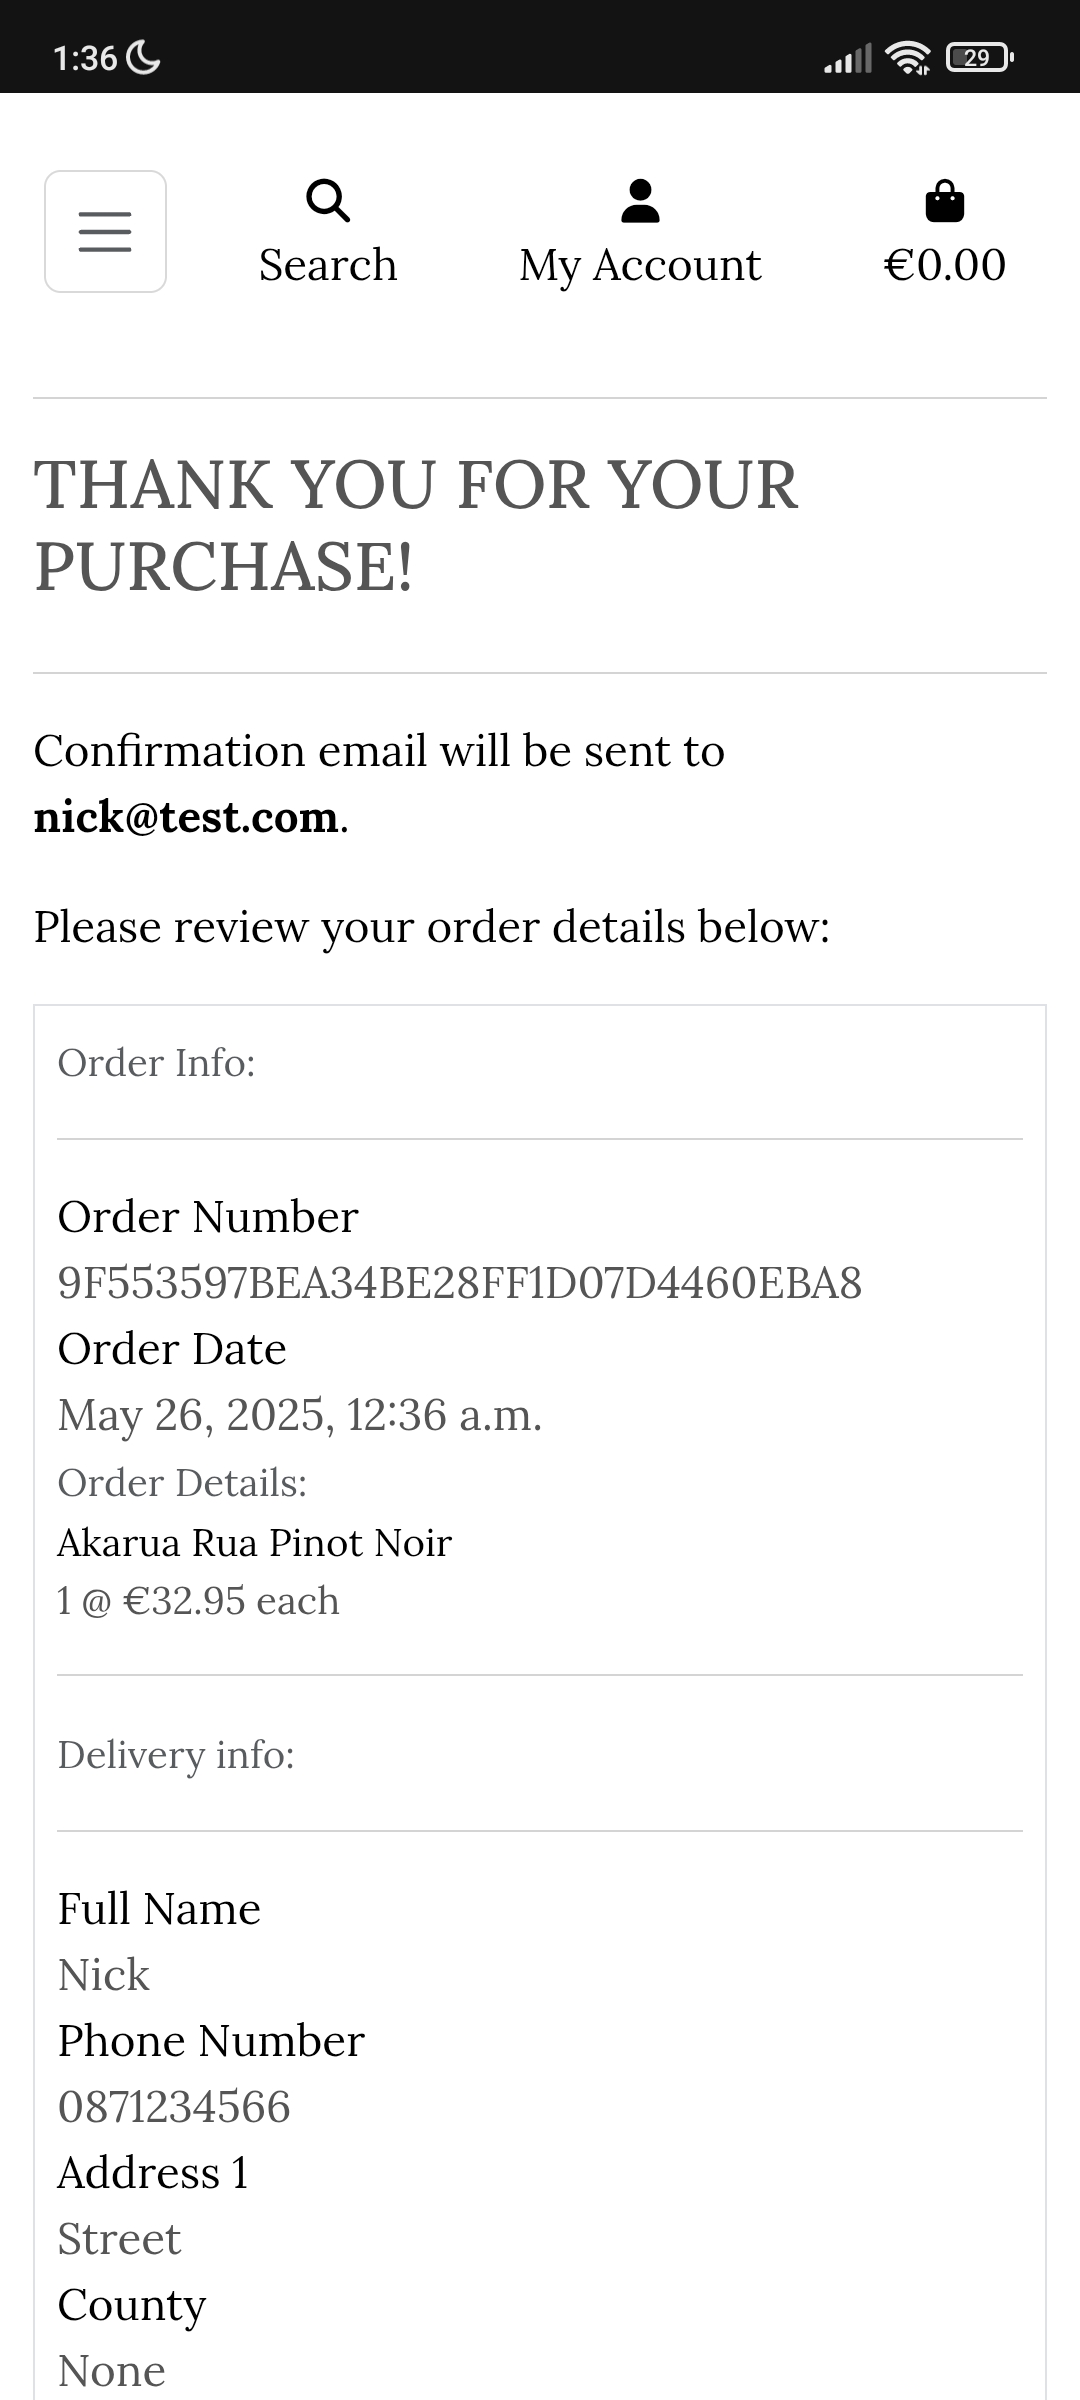 1:36
29
Search
My Account
€0.00
THANK YOU FOR YOUR
PURCHASE!
Confirmation email will be sent to
nick@test.com.
Please review your order details below:
Order Info:
Order Number
9F553597BEA34BE28FF1D07D4460EBA8
Order Date
May 26, 2025, 12:36 a.m.
Order Details:
Akarua Rua Pinot Noir
1 @ €32.95 each
Delivery info:
Full Name
Nick
Phone Number
0871234566
Address 1
Street
County
None